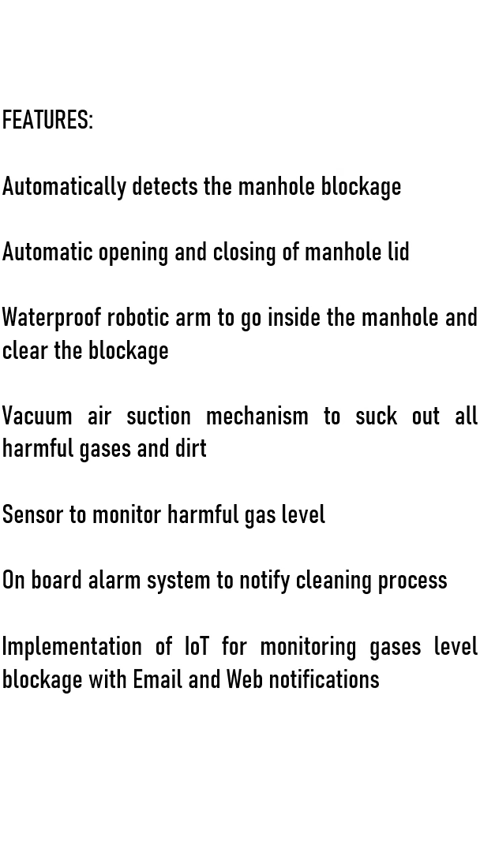 FEATURES:
Automatically detects the manhole blockage
Automatic opening and closing of manhole lid
Waterproof robotic arm to go inside the manhole and
clear the blockage
Vacuum air suction mechanism to suck out all
harmful gases and dirt
Sensor to monitor harmful gas level
On board alarm system to notify cleaning process
Implementation of IoT for monitoring gases level
blockage with Email and Web notifications